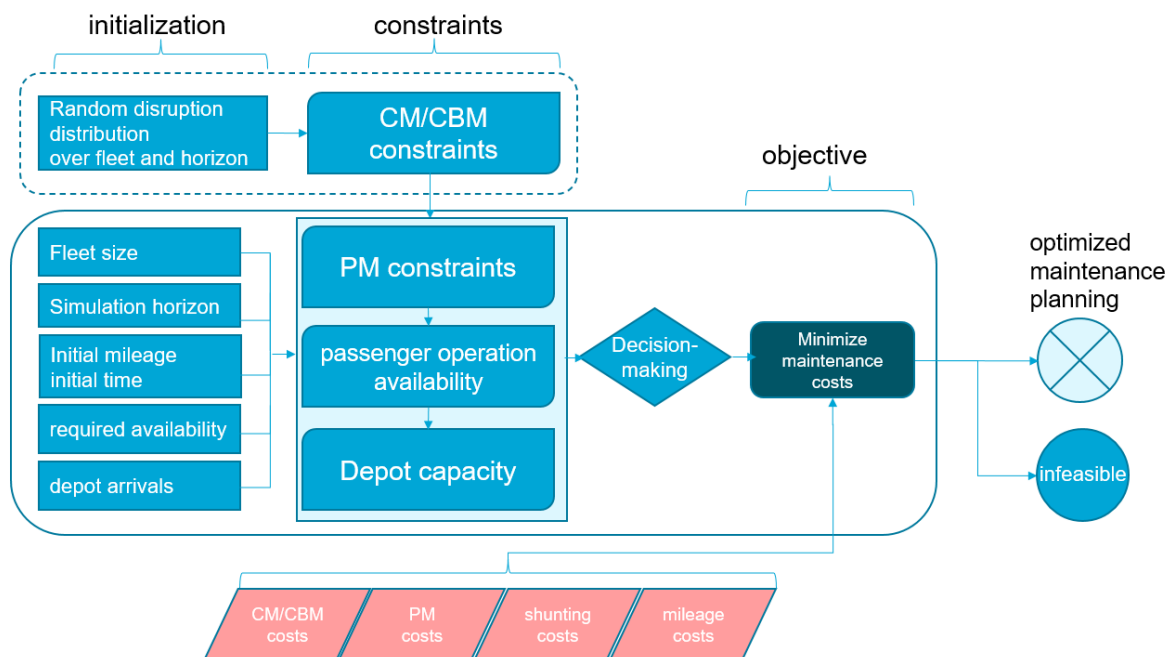 initialization
constraints
Random disruption
distribution
over fleet and horizon
CM/CBM
constraints
objective
Fleet size
Simulation horizon
Initial mileage
initial time
required availability
depot arrivals
PM constraints
passenger operation
availability
Depot capacity
Decision-
making
Minimize
maintenance
costs
optimized
maintenance
planning
infeasible
CM/CBM
costs
PM
costs
shunting
costs
mileage
costs